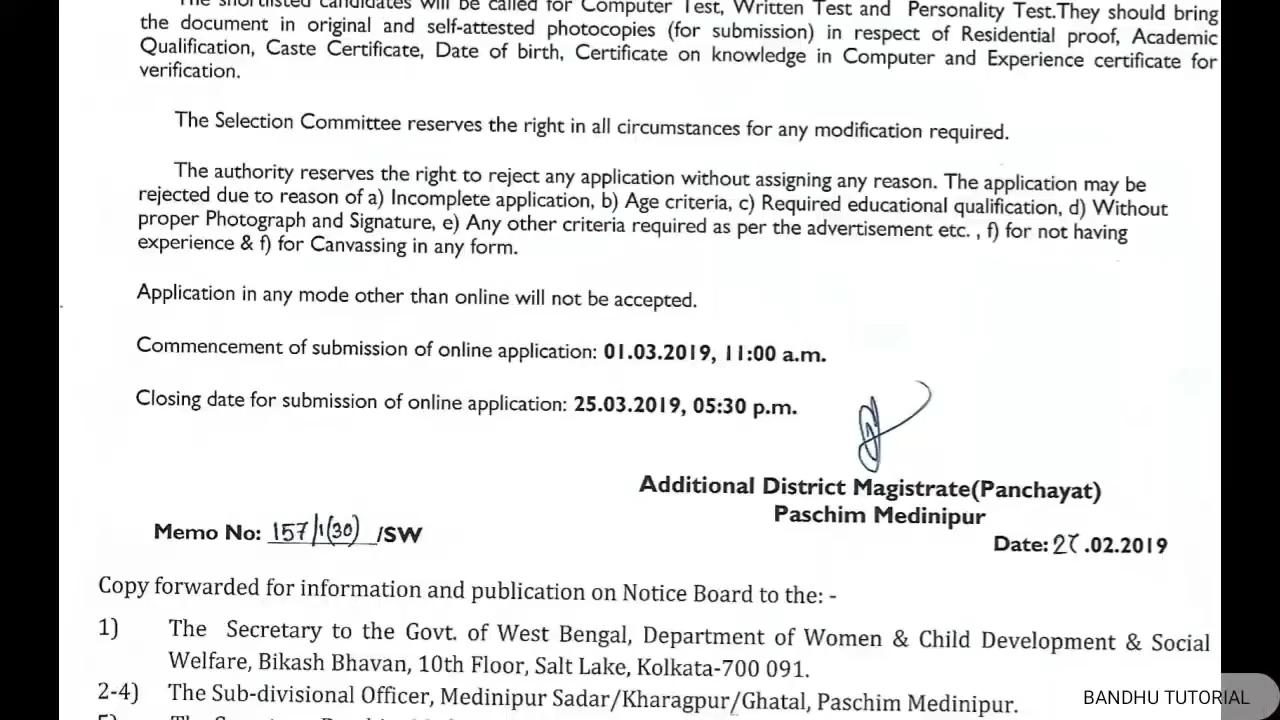 The shortlisted candidates will be called for Computer Test, Written Test and Personality Test.They should bring
the document in original and self-attested photocopies (for submission) in respect of Residential proof, Academic
Qualification, Caste Certificate, Date of birth, Certificate on knowledge in Computer and Experience certificate for
verification.
The Selection Committee reserves the right in all circumstances for any modification required.
The authority reserves the right to reject any application without assigning any reason. The application may be
rejected due to reason of a) Incomplete application, b) Age criteria, c) Required educational qualification, d) Without
proper Photograph and Signature, e) Any other criteria required as per the advertisement etc. , f) for not having
experience & f) for Canvassing in any form.
Application in any mode other than online will not be accepted.
Commencement of submission of online application: 01.03.2019, 11:00 a.m.
Closing date for submission of online application: 25.03.2019, 05:30 p.m.
Additional District Magistrate(Panchayat)
Paschim Medinipur
Memo No: 157/1(30) /SW
Date: .02.2019
Copy forwarded for information and publication on Notice Board to the: -
1) The Secretary to the Govt. of West Bengal, Department of Women & Child Development & Social
Welfare, Bikash Bhavan, 10th Floor, Salt Lake, Kolkata-700 091.
2-4) The Sub-divisional Officer, Medinipur Sadar/Kharagpur/Ghatal, Paschim Medinipur.
5) The
BANDHU TUTORIAL